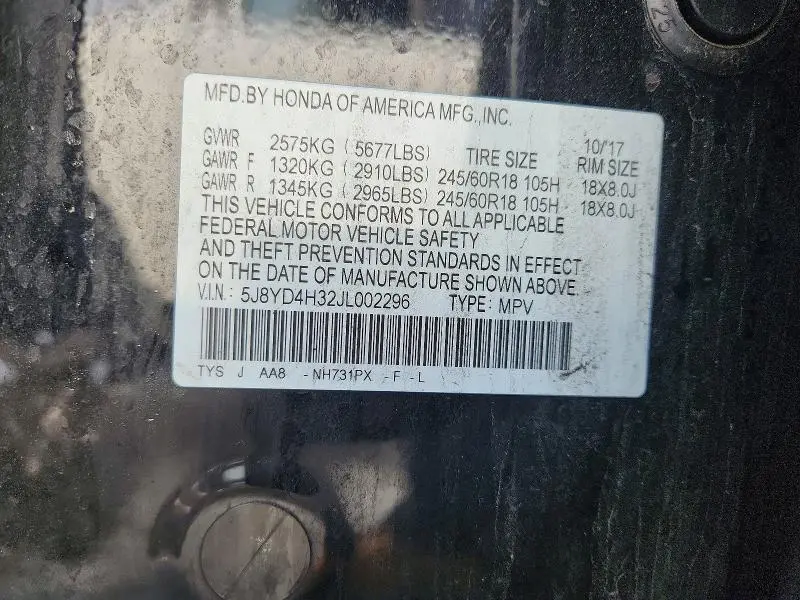 MFD.BY HONDA OF AMERICA MFG.,INC.
10/'17
GVWR 2575KG (5677LBS) TIRE SIZE RIM SIZE
GAWR F 1320KG (2910LBS) 245/60R18 105H 18X8.0J
GAWR R 1345KG (2965LBS) 245/60R18 105H 18X8.0J
THIS VEHICLE CONFORMS TO ALL APPLICABLE
FEDERAL MOTOR VEHICLE SAFETY
AND THEFT PREVENTION STANDARDS IN EFFECT
ON THE DATE OF MANUFACTURE SHOWN ABOVE.
V.I.N.: 5J8YD4H32JL002296 TYPE: MPV
TYS J AA8 -NH731PX -F -L
25